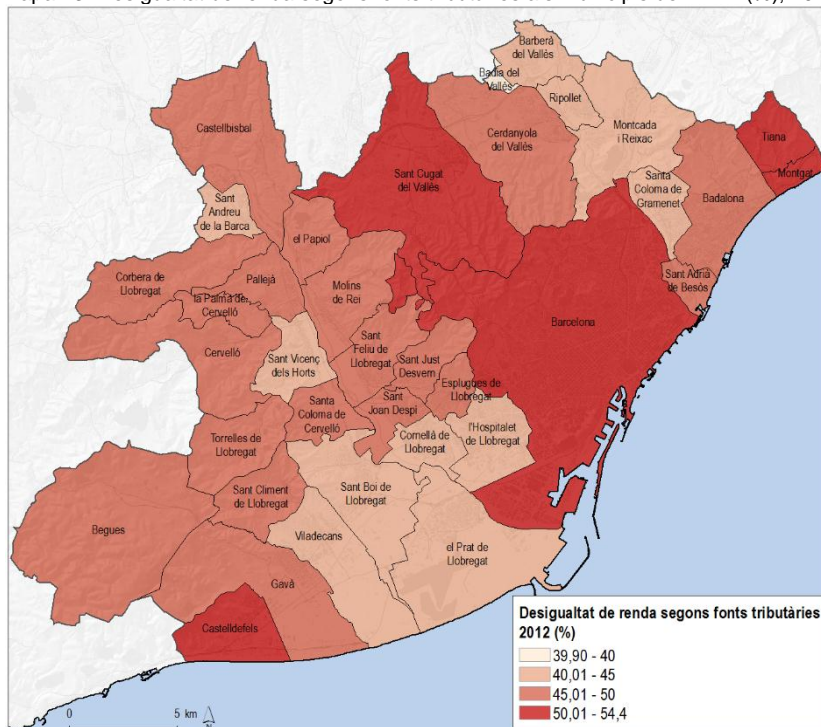 Barberà
del Vallès
Badia del
Vallès
Ripollet
Castellbisbal
Cerdanyola
del Vallès
Montcada
i Reixac
Tiana
Sant Cugat
del Vallès
Santa
Coloma de
Gramenet
Montgat
Badalona
Sant
Andreu
de la Barca
el Papiol
Corbera de
Llobregat
Pallejà
Molins
de Rei
Sant Adrià
de Besòs
la Palma de
Cervelló
Barcelona
Cervelló
Sant Vicenç
dels Horts
Sant
Feliu de
Llobregat
Sant Just
Desvern
Esplugues de
Llobregat
Santa
Coloma de
Cervelló
Sant
Joan Despí
Torrelles de
Llobregat
Cornellà de
Llobregat
l'Hospitalet
de Llobregat
Sant Climent
de Llobregat
Sant Boi de
Llobregat
Begues
Viladecans
el Prat de
Llobregat
Gavà
Castelldefels
Desigualtat de renda segons fonts tributàries
2012 (%)
39,90 - 40
40,01 - 45
45,01 - 50
50,01 - 54,4
0 5 km
N